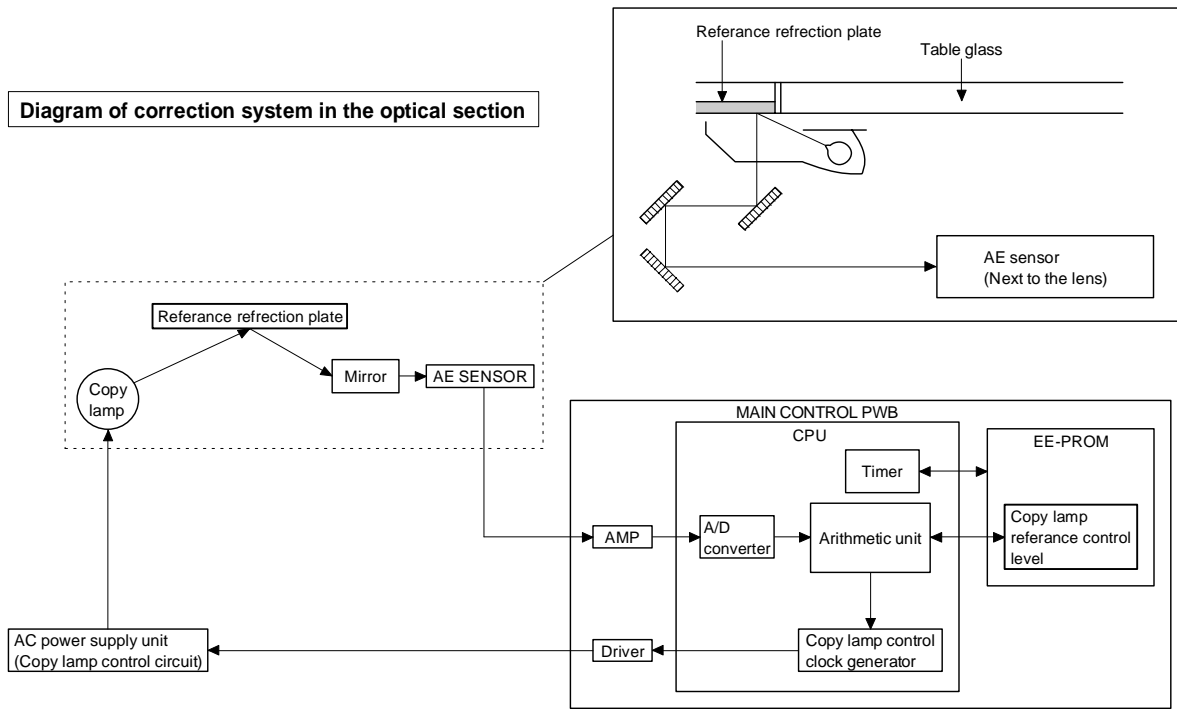 Referance refrection plate
Table glass
Diagram of correction system in the optical section
AE sensor
(Next to the lens)
Referance refrection plate
Copy
lamp
Mirror
AE SENSOR
MAIN CONTROL PWB
CPU
EE-PROM
Timer
AMP
A/D
converter
Arithmetic unit
Copy lamp
referance control
level
AC power supply unit
(Copy lamp control circuit)
Driver
Copy lamp control
clock generator